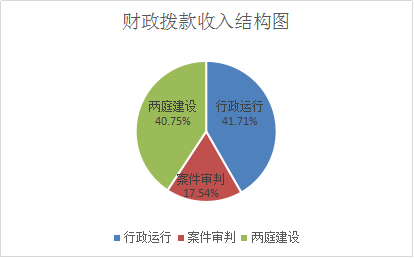 财政拨款收入结构图
两庭建设
40.75%
行政运行
41.71%
案件审判
17.54%
行政运行 案件审判 两庭建设